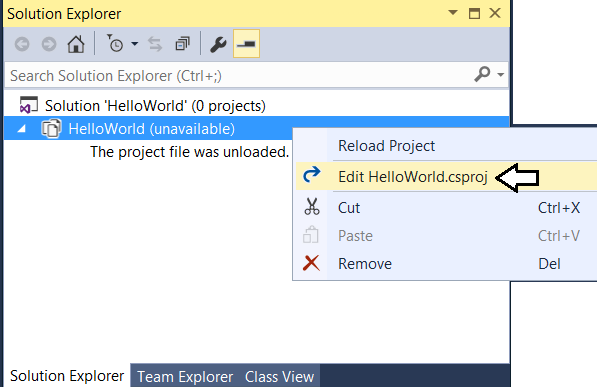 Solution Explorer
Search Solution Explorer (Ctrl+;)
Solution 'HelloWorld' (0 projects)
HelloWorld (unavailable)
The project file was unloaded.
Reload Project
Edit HelloWorld.csproj
Cut Ctrl+X
Paste Ctrl+V
Remove Del
Solution Explorer Team Explorer Class View